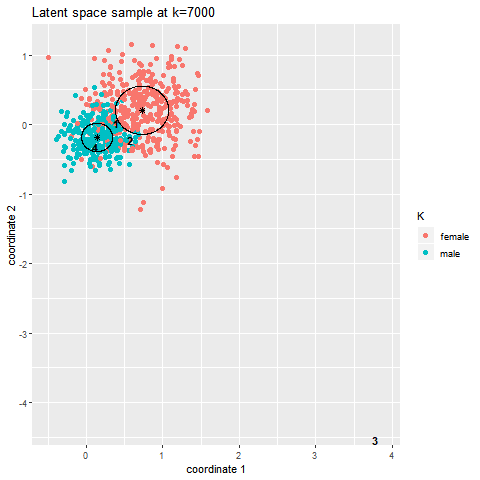 Latent space sample at k=7000
coordinate 2
1
0
-1
-2
-3
-4
1
2
4
3
0
1
2
3
4
coordinate 1
K
female
male